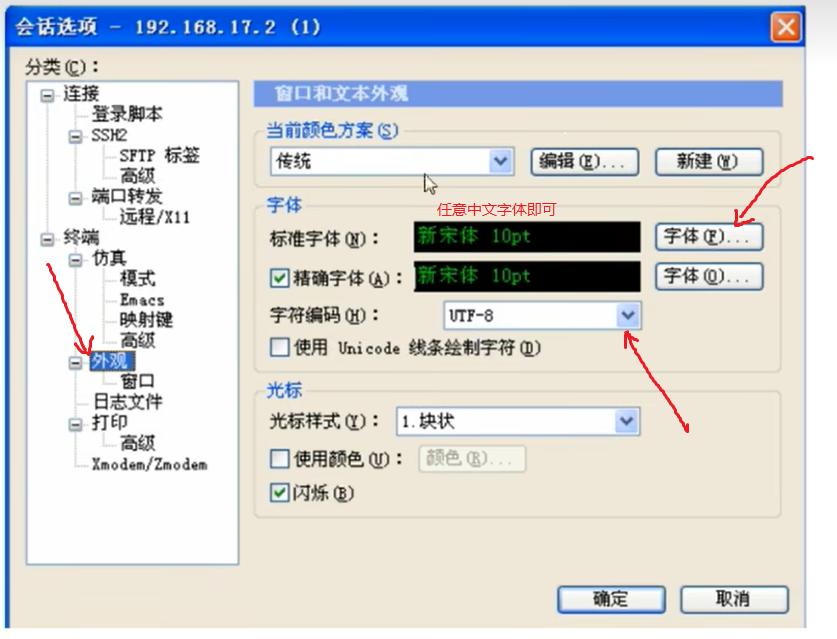 会话选项 - 192.168.17.2 (1)
分类(C)：
连接
登录脚本
SSH2
SFTP 标签
高级
端口转发
远程/X11
终端
仿真
模式
Emacs
映射键
高级
外观
窗口
日志文件
打印
高级
Xmodem/Zmodem
窗口和文本外观
当前颜色方案(S)
传统
编辑(E)...
新建(W)
字体
任意中文字体即可
标准字体(N)：
新宋体 10pt
字体(F)...
精确字体(A)：
新宋体 10pt
字体(O)...
字符编码(H)：
UTF-8
使用 Unicode 线条绘制字符(D)
光标
光标样式(Y)：
1.块状
使用颜色(U)：
颜色(R)...
闪烁(B)
确定
取消